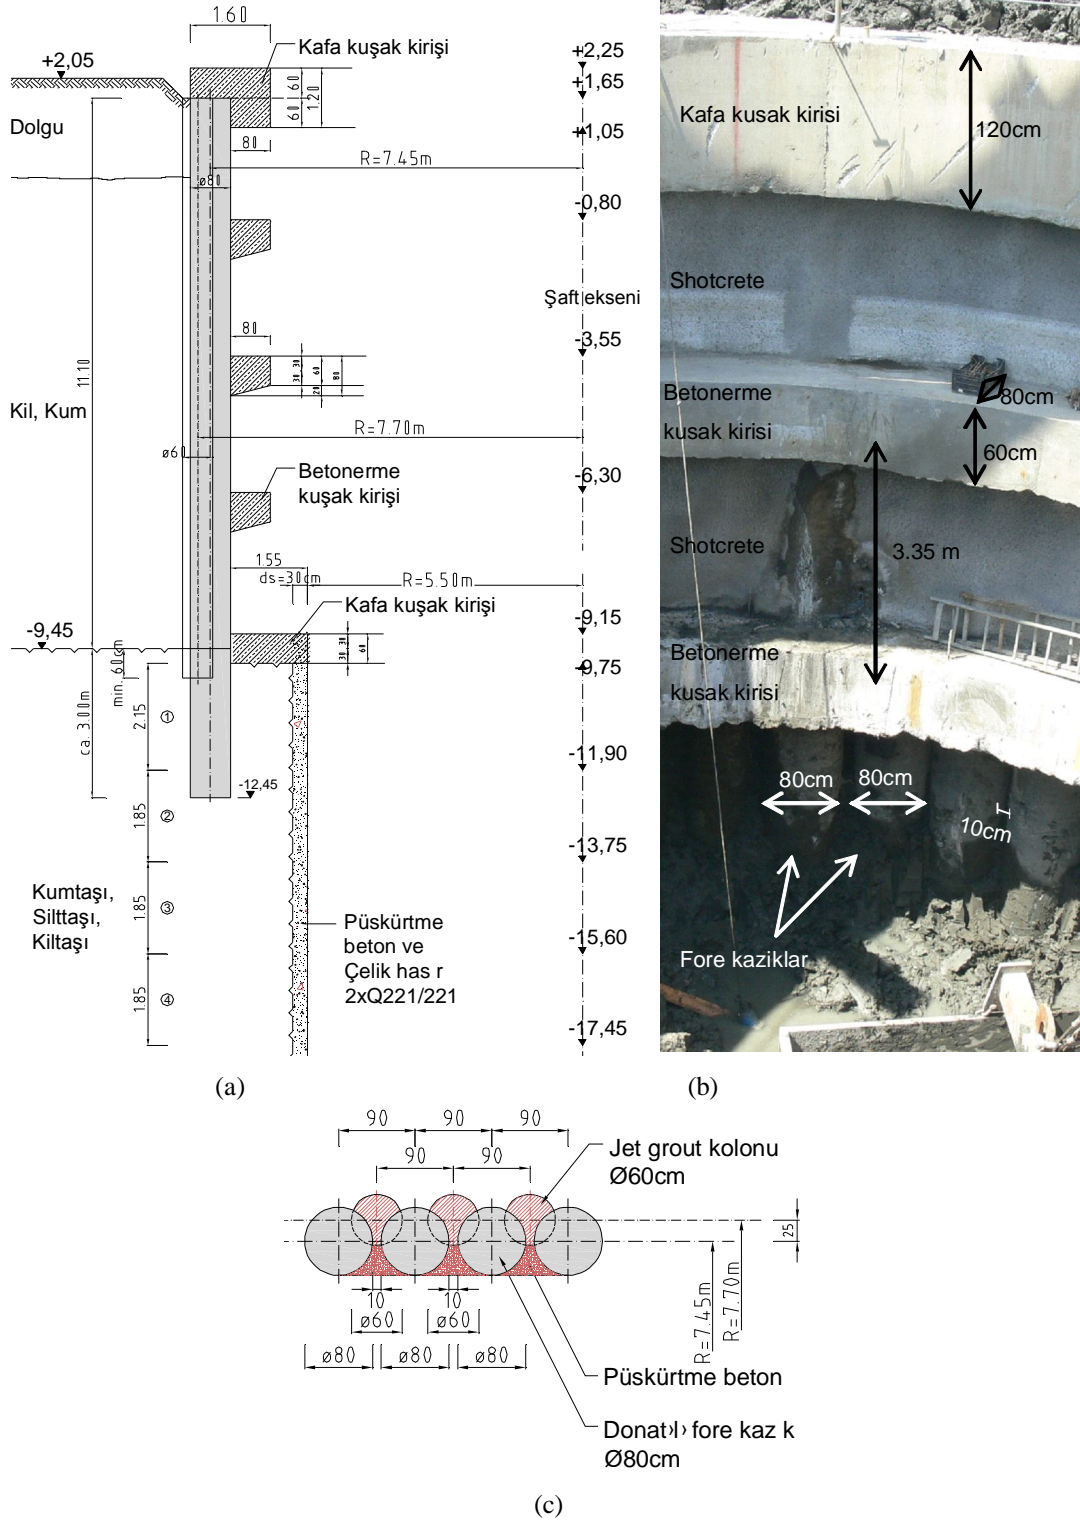 1.60
Kafa kuşak kirişi
+2,05
+2,25
+1,65
+1,05
60
60
1.20
Dolgu
80
R=7.45m
ø80
-0,80
Şaft ekseni
80
-3,55
30 30
20 60
80
11.10
Kil, Kum
R=7.70m
ø60
Betonerme
kuşak kirişi
-6,30
1.55
ds=30cm
R=5.50m
Kafa kuşak kirişi
-9,15
-9,45
30 30
60
-9,75
min. 60cm
ca. 3.00m
2.15
1
-11,90
-12,45
1.85
2
-13,75
Kumtaşı,
Silttaşı,
Kiltaşı
1.85
3
Püskürtme
beton ve
Çelik has r
2xQ221/221
-15,60
1.85
4
-17,45
(a)
Kafa kusak kirisi
120cm
Shotcrete
Betonerme
kusak kirisi
80cm
60cm
Shotcrete
3.35 m
Betonerme
kusak kirisi
80cm
80cm
10cm
Fore kaziklar
(b)
90
90
90
90
90
Jet grout kolonu
Ø60cm
25
10
10
ø60
ø60
ø80
ø80
ø80
R=7.45m
R=7.70m
Püskürtme beton
Donatılı fore kaz k
Ø80cm
(c)